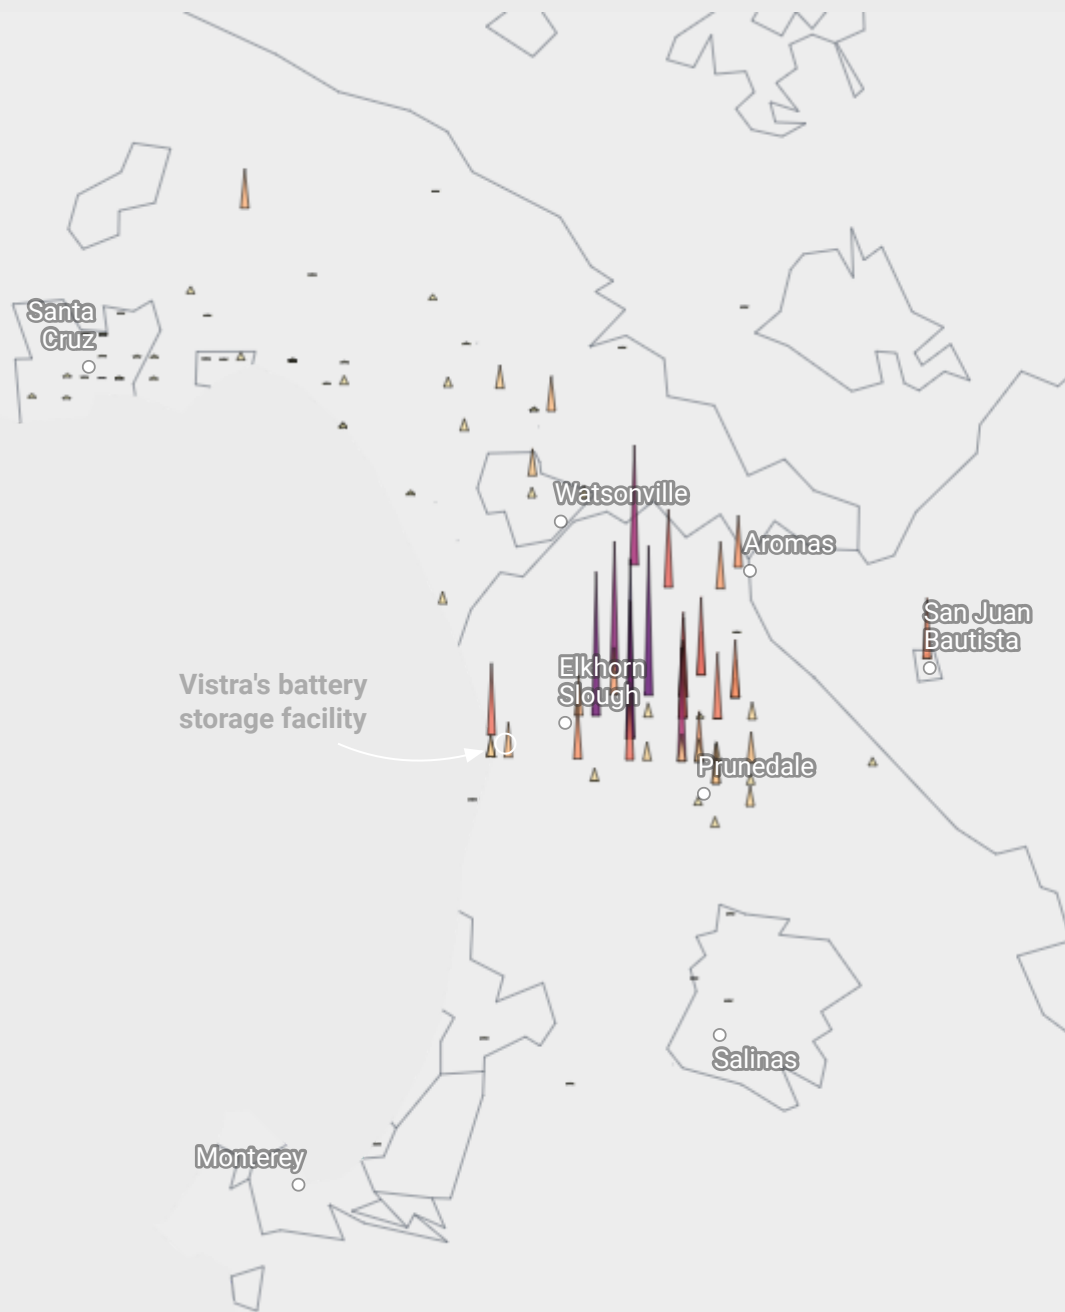 Santa
Cruz
Watsonville
Aromas
San Juan
Bautista
Elkhorn
Slough
Vistra's battery
storage facility
Prunedale
Salinas
Monterey